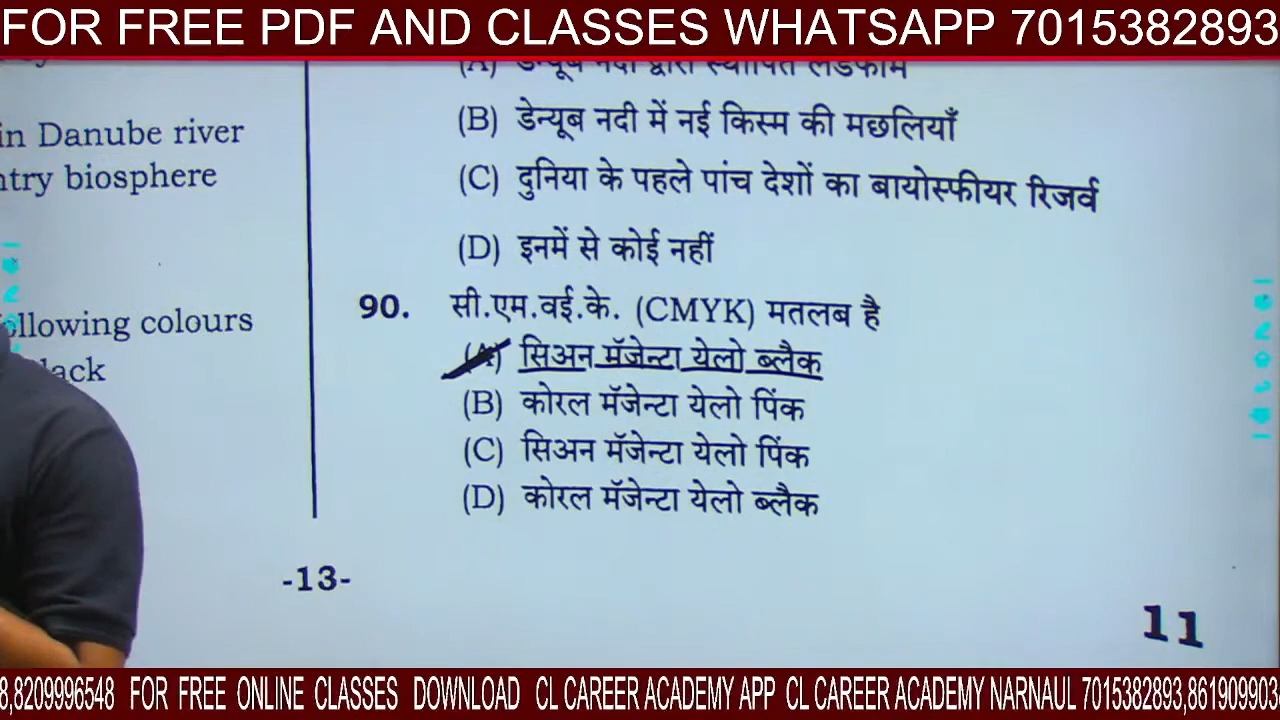 FOR FREE PDF AND CLASSES WHATSAPP 7015382893
in Danube river
ntry biosphere
ollowing colours
lack
(A) डेन्यूब नदी द्वारा स्थापित लैंडफॉर्म
(B) डेन्यूब नदी में नई किस्म की मछलियाँ
(C) दुनिया के पहले पांच देशों का बायोस्फीयर रिजर्व
(D) इनमें से कोई नहीं
90. सी.एम.वई.के. (CMYK) मतलब है
(A) सिअन मॅजेन्टा येलो ब्लैक
(B) कोरल मॅजेन्टा येलो पिंक
(C) सिअन मॅजेन्टा येलो पिंक
(D) कोरल मॅजेन्टा येलो ब्लैक
-13-
11
8,8209996548 FOR FREE ONLINE CLASSES DOWNLOAD CL CAREER ACADEMY APP CL CAREER ACADEMY NARNAUL 7015382893,861909903